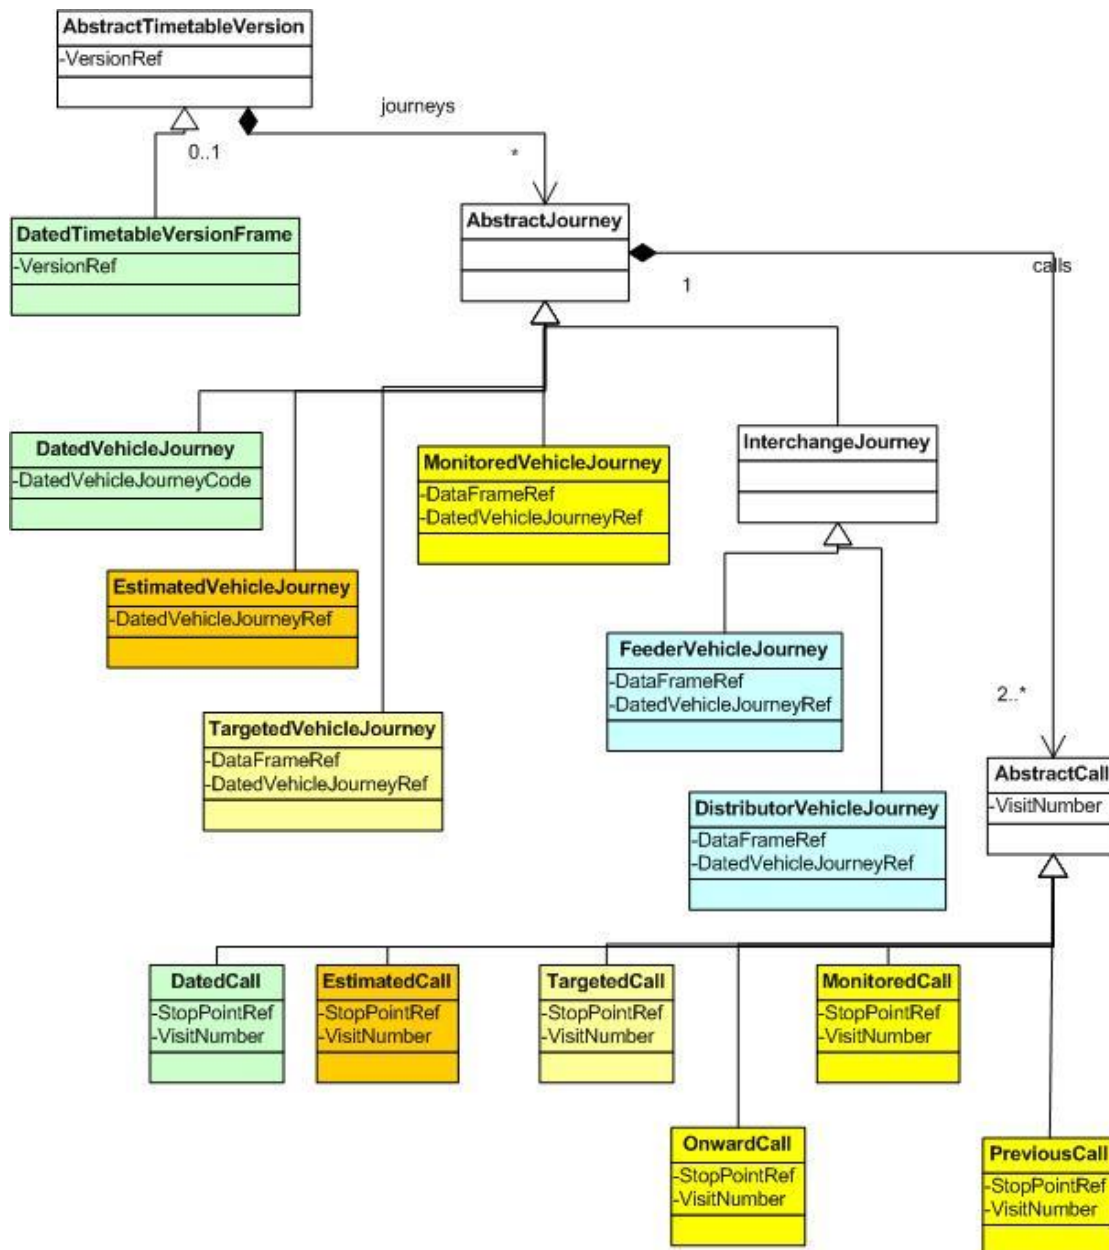 AbstractTimetableVersion
-VersionRef
journeys
0..1
*
DatedTimetableVersionFrame
-VersionRef
AbstractJourney
1
calls
DatedVehicleJourney
-DatedVehicleJourneyCode
MonitoredVehicleJourney
-DataFrameRef
-DatedVehicleJourneyRef
InterchangeJourney
EstimatedVehicleJourney
-DatedVehicleJourneyRef
FeederVehicleJourney
-DataFrameRef
-DatedVehicleJourneyRef
2..*
TargetedVehicleJourney
-DataFrameRef
-DatedVehicleJourneyRef
AbstractCall
-VisitNumber
DistributorVehicleJourney
-DataFrameRef
-DatedVehicleJourneyRef
DatedCall
-StopPointRef
-VisitNumber
EstimatedCall
-StopPointRef
-VisitNumber
TargetedCall
-StopPointRef
-VisitNumber
MonitoredCall
-StopPointRef
-VisitNumber
OnwardCall
-StopPointRef
-VisitNumber
PreviousCall
-StopPointRef
-VisitNumber